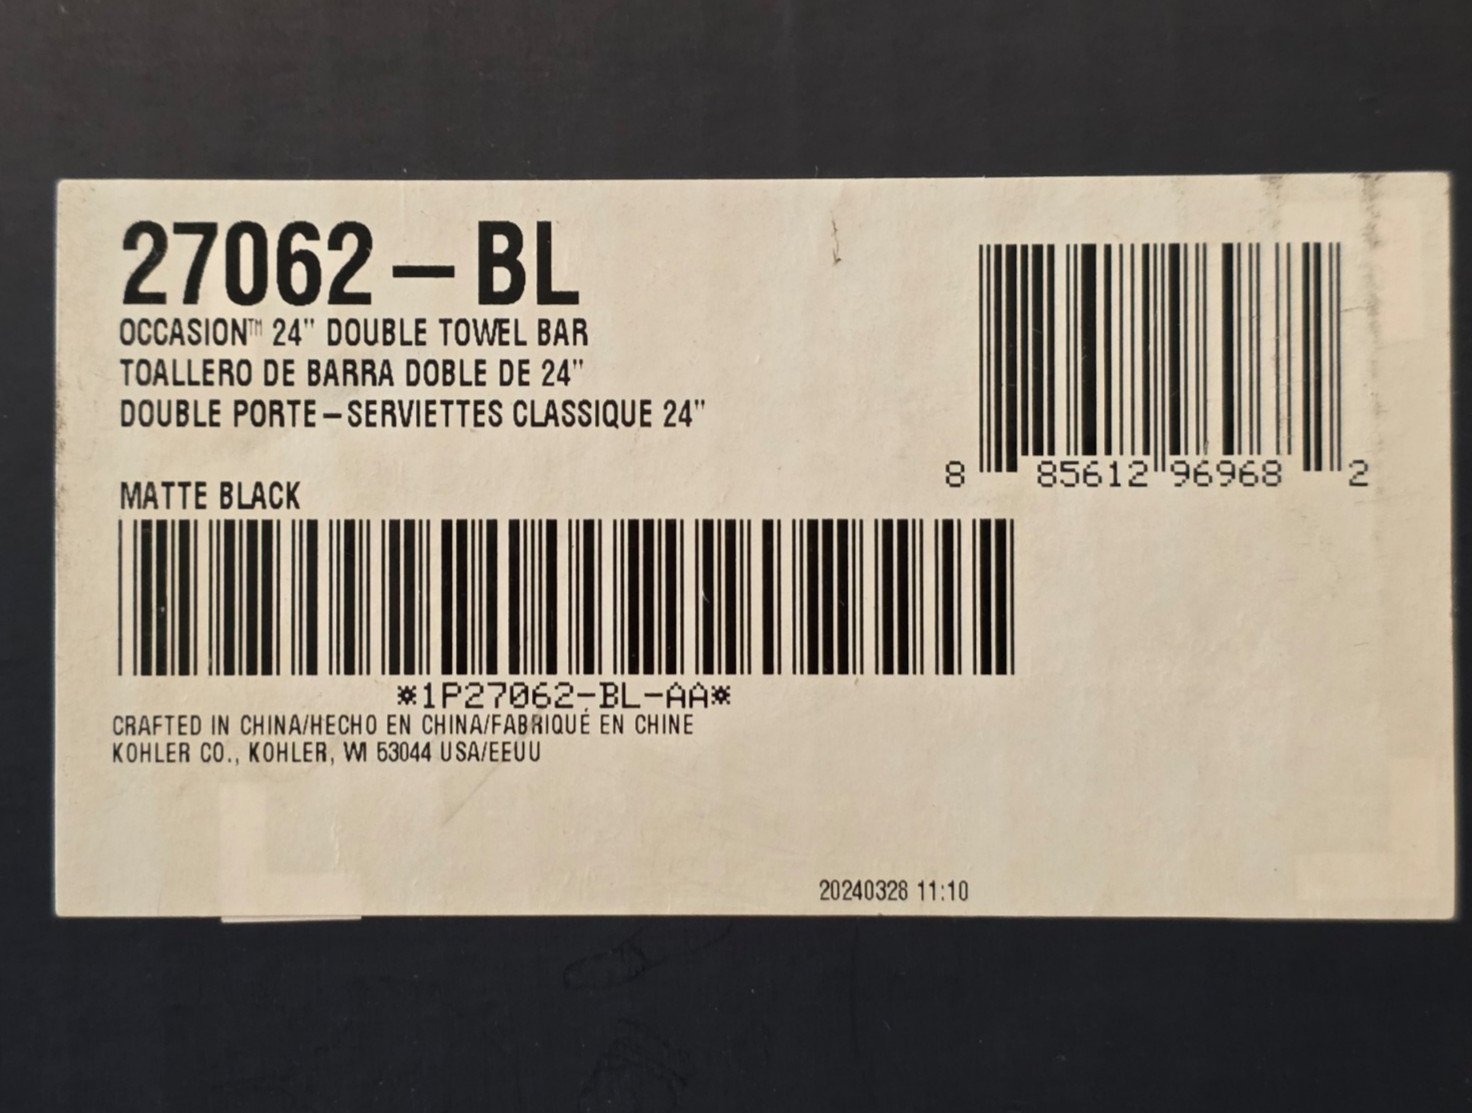 27062-BL
OCCASION™ 24" DOUBLE TOWEL BAR
TOALLERO DE BARRA DOBLE DE 24"
DOUBLE PORTE-SERVIETTES CLASSIQUE 24"
8 85612 96968 2
MATTE BLACK
*1P27062-BL-AA*
CRAFTED IN CHINA/HECHO EN CHINA/FABRIQUÉ EN CHINE
KOHLER CO., KOHLER, WI 53044 USA/EEUU
20240328 11:10